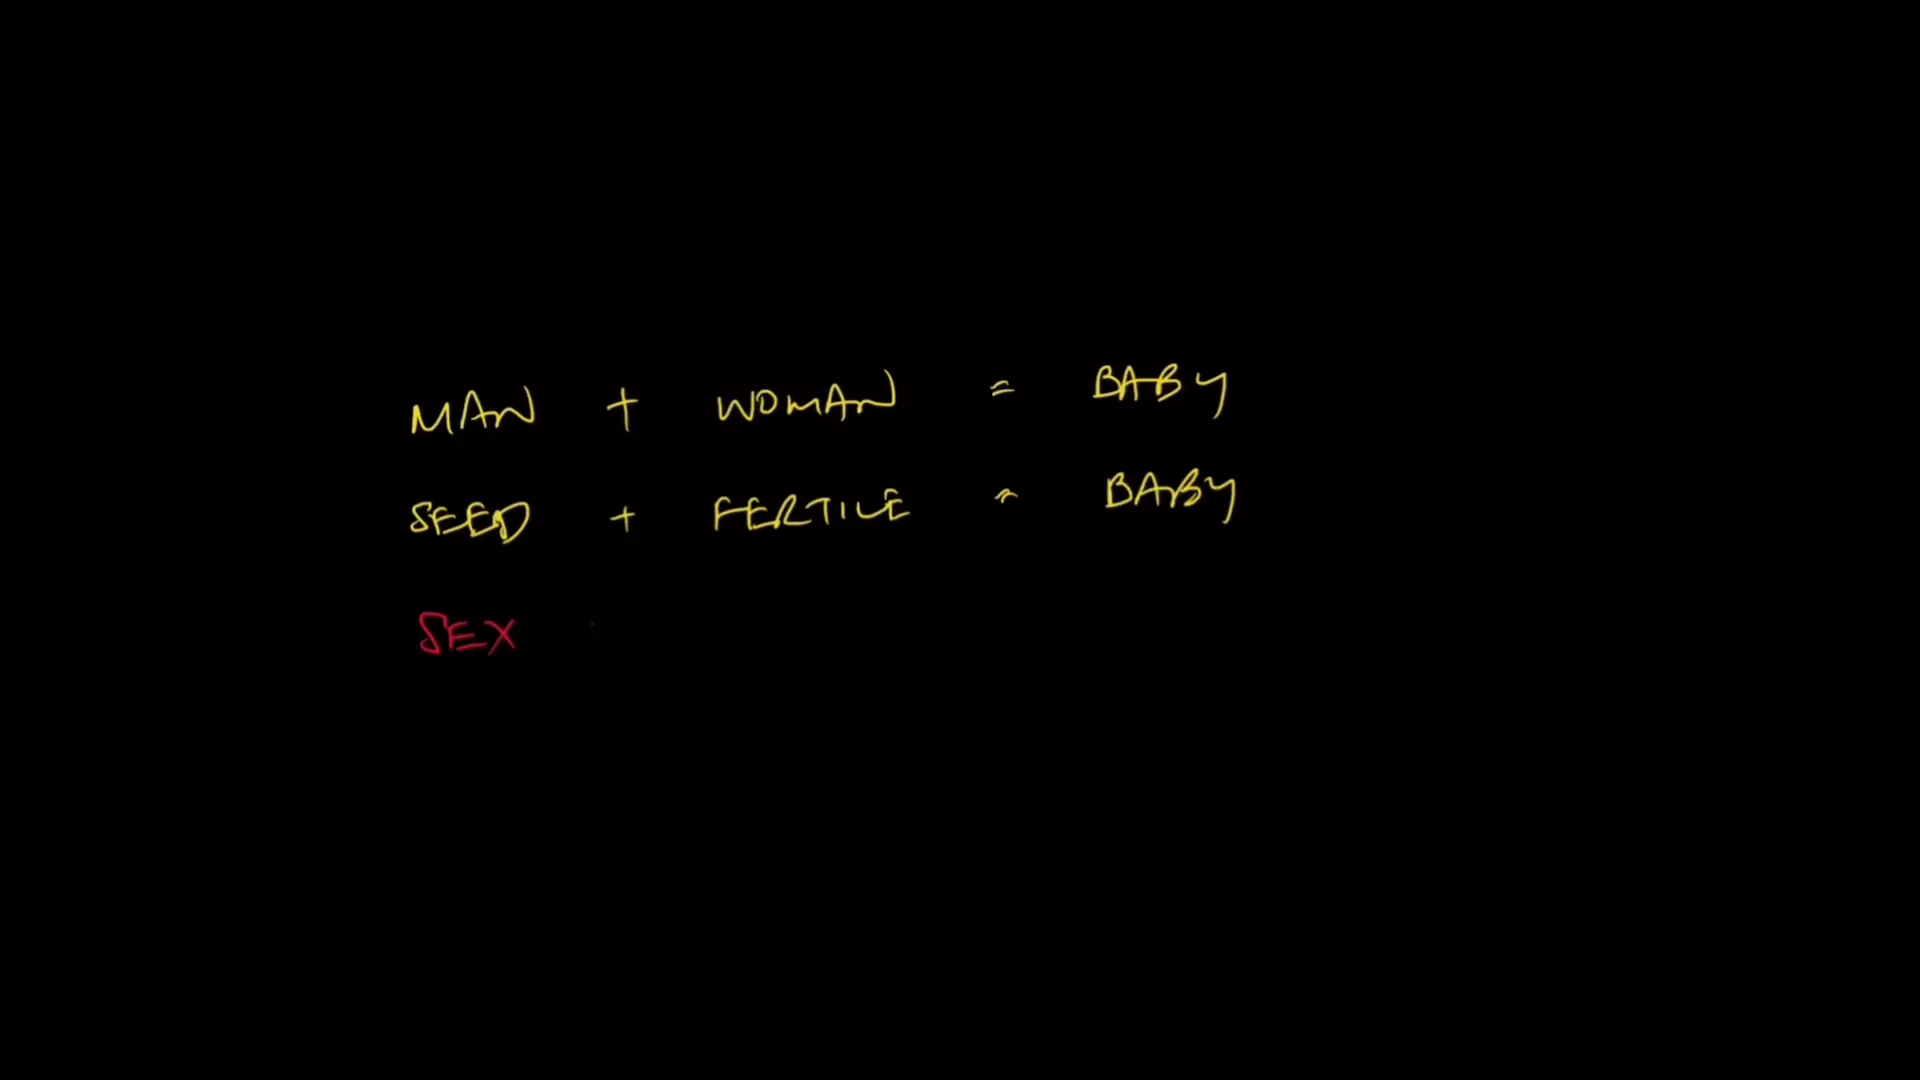 MAN + WOMAN = BABY
SEED + FERTILE = BABY
SEX